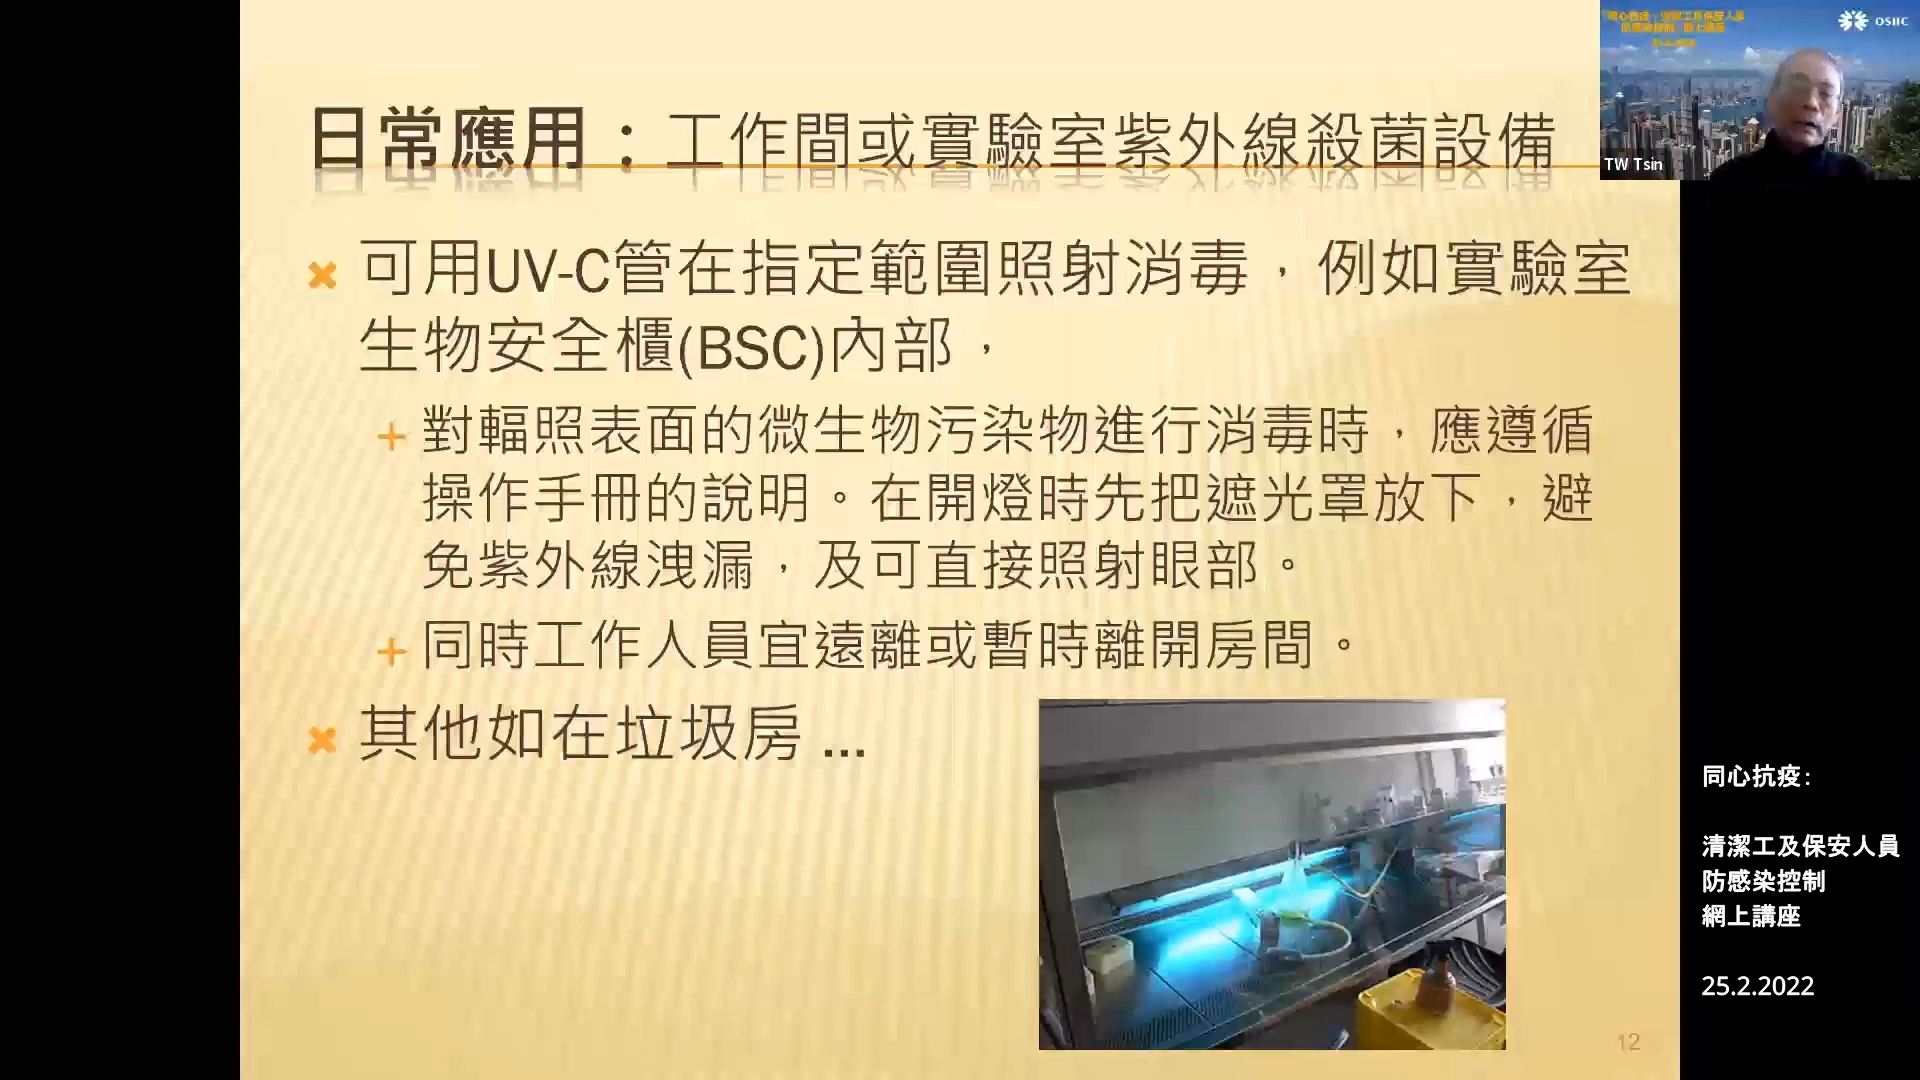 日常應用：工作間或實驗室紫外線殺菌設備
可用UV-C管在指定範圍照射消毒，例如實驗室
生物安全櫃(BSC)內部，
對輻照表面的微生物污染物進行消毒時，應遵循
操作手冊的說明。在開燈時先把遮光罩放下，避
免紫外線洩漏，及可直接照射眼部。
同時工作人員宜遠離或暫時離開房間。
其他如在垃圾房 ...
12
OSIIC
TW Tsin
同心抗疫：
清潔工及保安人員
防感染控制
網上講座
25.2.2022